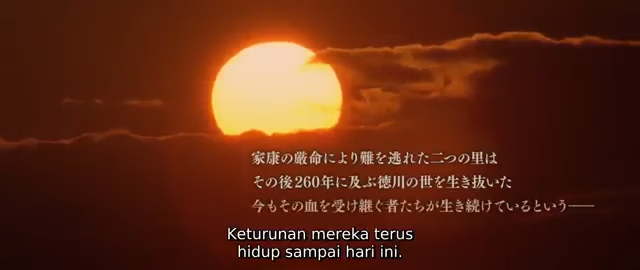 家康の厳命により難を逃れた二つの里は
その後260年に及ぶ徳川の世を生き抜いた
今もその血を受け継ぐ者たちが生き続けているという――
Keturunan mereka terus
hidup sampai hari ini.